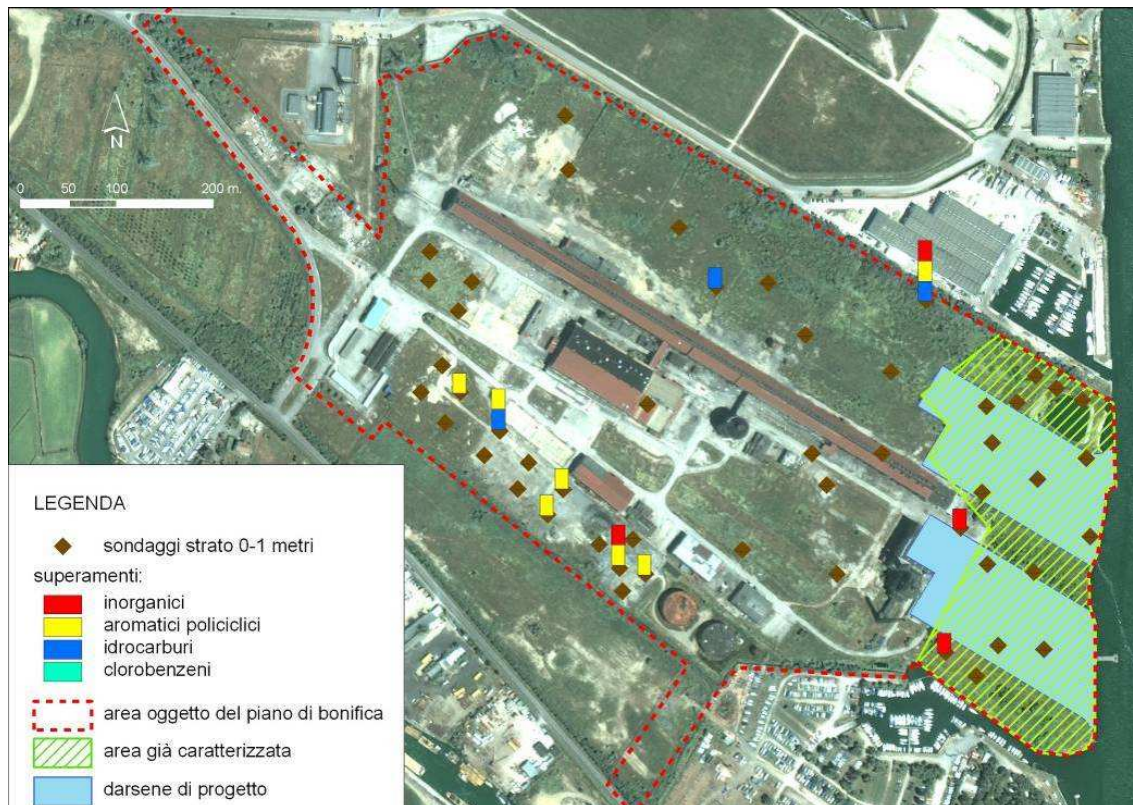 N
0 50 100 200 m.
LEGENDA
sondaggi strato 0-1 metri
superamenti:
inorganici
aromatici policiclici
idrocarburi
clorobenzeni
area oggetto del piano di bonifica
area già caratterizzata
darsene di progetto